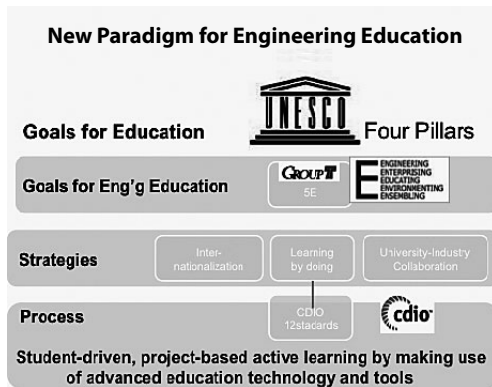 New Paradigm for Engineering Education
UNESCO
Goals for Education
Four Pillars
Goals for Eng'g Education
GROUP T
5E
E
ENGINEERING
ENTERPRISING
EDUCATING
ENVIRONMENTING
ENSEMBLING
Strategies
Inter-
nationalization
Learning
by doing
University-Industry
Collaboration
Process
CDIO
12stacards
cdio
Student-driven, project-based active learning by making use
of advanced education technology and tools